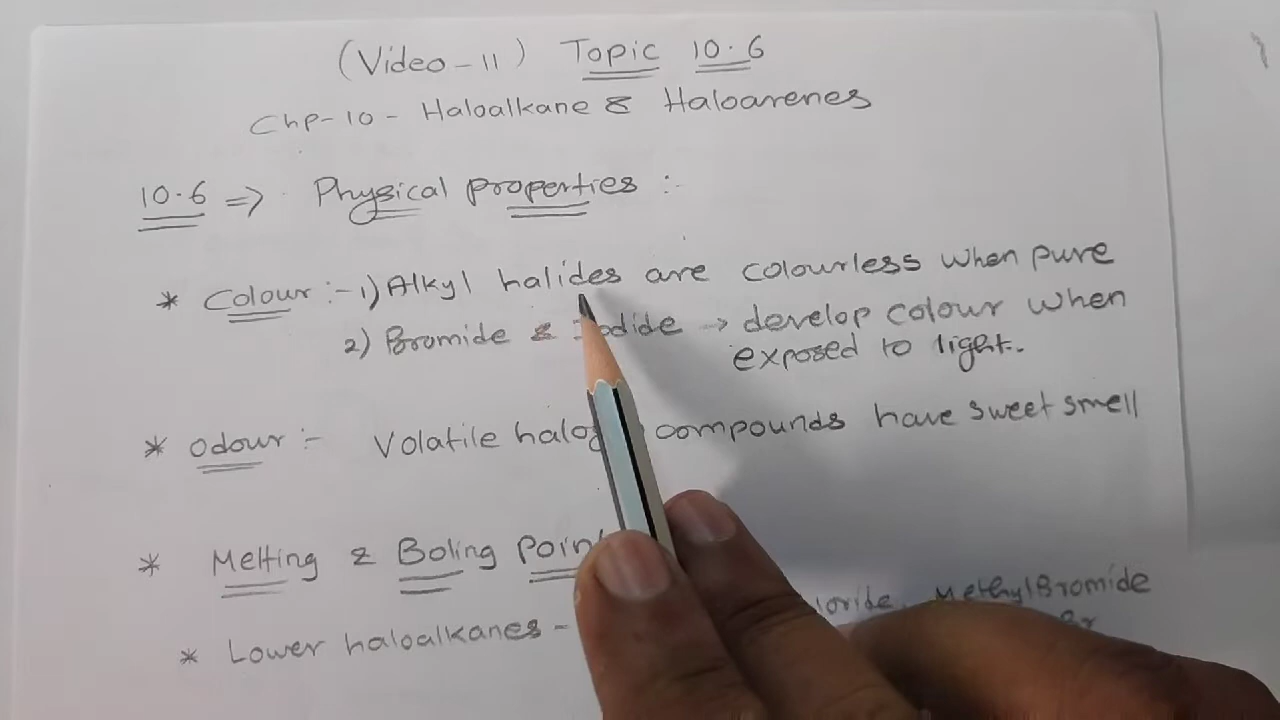 (Video-11) Topic 10.6
Chp-10 - Haloalkane & Haloarenes
10.6 => Physical properties :-
* Colour :- 1) Alkyl halides are colourless when pure
2) Bromide & Iodide → develop colour when
exposed to light.
* odour :- Volatile compounds have sweet smell
* Melting & Boling
* Lower haloalkanes - Methyl Bromide